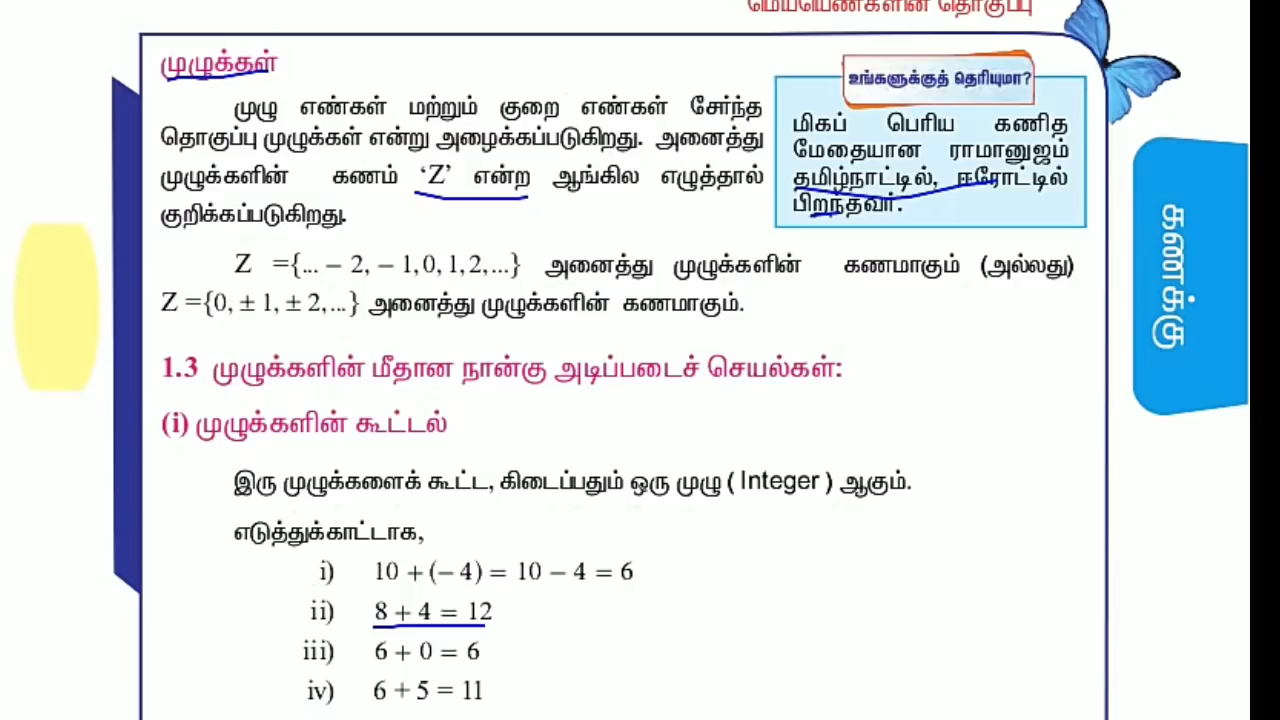 மெய்யெண்களின் தொகுப்பு
முழுக்கள்
முழு எண்கள் மற்றும் குறை எண்கள் சேர்ந்த
தொகுப்பு முழுக்கள் என்று அழைக்கப்படுகிறது. அனைத்து
முழுக்களின் கணம் ‘Z’ என்ற ஆங்கில எழுத்தால்
குறிக்கப்படுகிறது.
உங்களுக்குத் தெரியுமா?
மிகப் பெரிய கணித
மேதையான ராமானுஜம்
தமிழ்நாட்டில், ஈரோட்டில்
பிறந்தவர்.
Z ={... – 2, – 1, 0, 1, 2, ...} அனைத்து முழுக்களின் கணமாகும் (அல்லது)
Z ={0, ± 1, ± 2, ...} அனைத்து முழுக்களின் கணமாகும்.
1.3 முழுக்களின் மீதான நான்கு அடிப்படைச் செயல்கள்:
(i) முழுக்களின் கூட்டல்
இரு முழுக்களைக் கூட்ட, கிடைப்பதும் ஒரு முழு ( Integer ) ஆகும்.
எடுத்துக்காட்டாக,
i) 10 + (– 4) = 10 – 4 = 6
ii) 8 + 4 = 12
iii) 6 + 0 = 6
iv) 6 + 5 = 11
கணக்கு